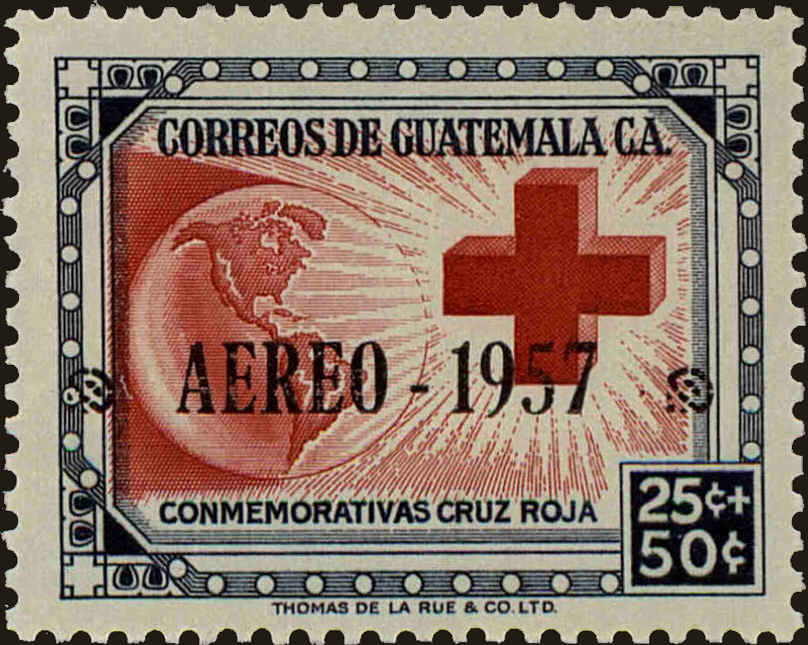 CORREOS DE GUATEMALA C.A.
AEREO - 1957
CONMEMORATIVAS CRUZ ROJA
25¢+
50¢
THOMAS DE LA RUE & CO. LTD.